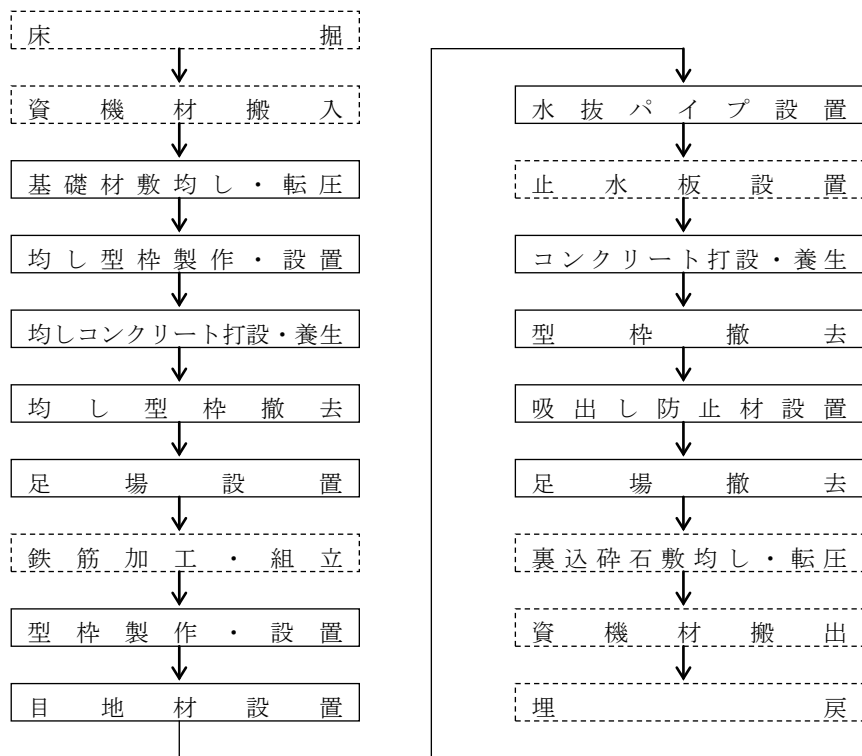 床掘
資機材搬入
基礎材敷均し・転圧
均し型枠製作・設置
均しコンクリート打設・養生
均し型枠撤去
足場設置
鉄筋加工・組立
型枠製作・設置
目地材設置
水抜パイプ設置
止水板設置
コンクリート打設・養生
型枠撤去
吸出し防止材設置
足場撤去
裏込砕石敷均し・転圧
資機材搬出
埋戻